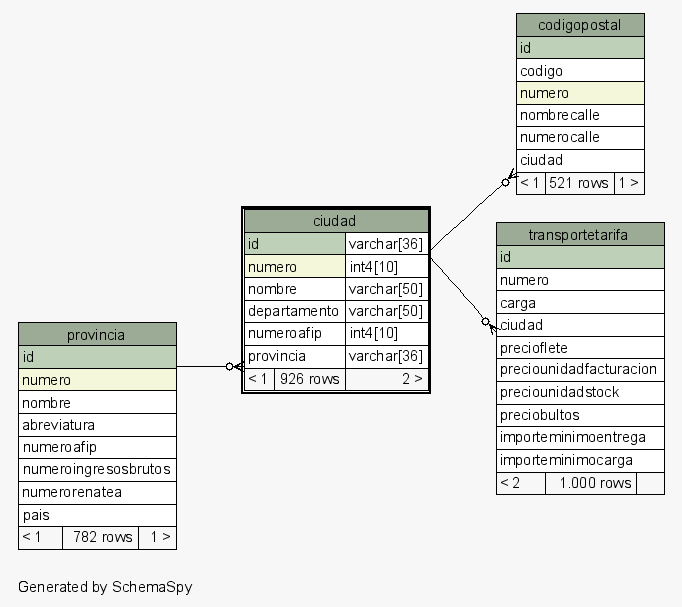 codigopostal
id
codigo
numero
nombrecalle
numerocalle
ciudad
< 1 521 rows 1 >
ciudad
id varchar[36]
numero int4[10]
nombre varchar[50]
departamento varchar[50]
numeroafip int4[10]
provincia varchar[36]
< 1 926 rows 2 >
transportetarifa
id
numero
carga
ciudad
precioflete
preciounidadfacturacion
preciounidadstock
preciobultos
importeminimoentrega
importeminimocarga
< 2 1.000 rows
provincia
id
numero
nombre
abreviatura
numeroafip
numeroingresosbrutos
numerorenatea
pais
< 1 782 rows 1 >
Generated by SchemaSpy